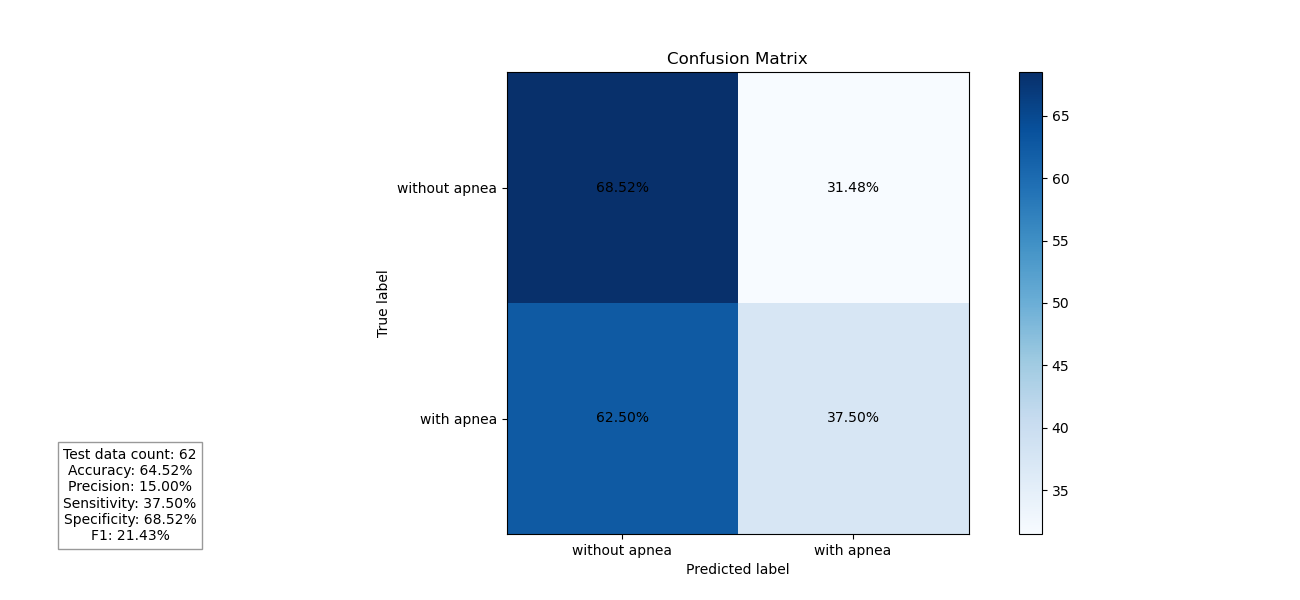 Confusion Matrix
without apnea
68.52%
31.48%
True label
with apnea
62.50%
37.50%
without apnea
with apnea
Predicted label
65
60
55
50
45
40
35
Test data count: 62
Accuracy: 64.52%
Precision: 15.00%
Sensitivity: 37.50%
Specificity: 68.52%
F1: 21.43%